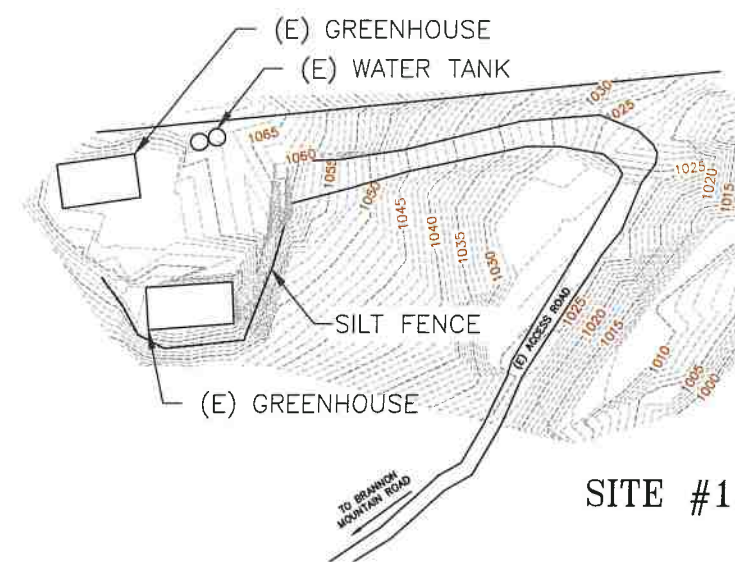 (E) GREENHOUSE
(E) WATER TANK
1030
1025
1065
1060
1055
1050
1045
1040
1035
1030
1025
1020
1015
1025
1020
1015
1010
1005
1000
(E) ACCESS ROAD
SILT FENCE
(E) GREENHOUSE
TO BRANNON
MOUNTAIN ROAD
SITE #1